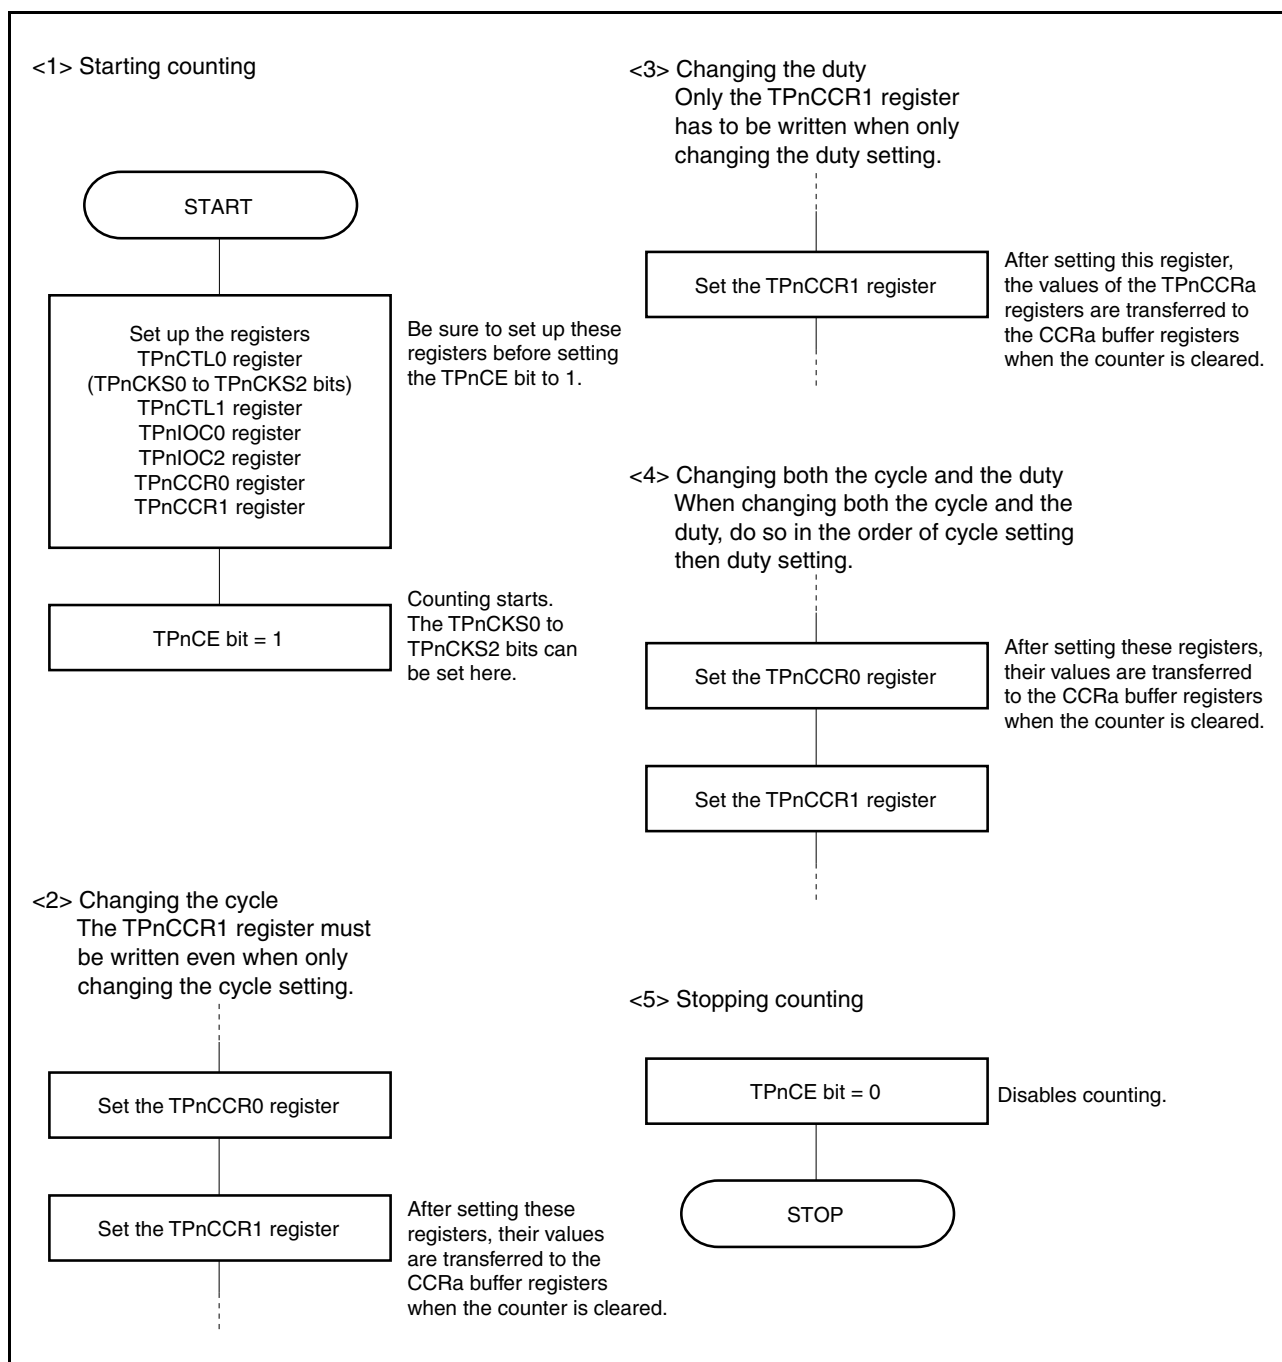 <1> Starting counting
START
Set up the registers
TPnCTL0 register
(TPnCKS0 to TPnCKS2 bits)
TPnCTL1 register
TPnIOC0 register
TPnIOC2 register
TPnCCR0 register
TPnCCR1 register
Be sure to set up these
registers before setting
the TPnCE bit to 1.
TPnCE bit = 1
Counting starts.
The TPnCKS0 to
TPnCKS2 bits can
be set here.
<2> Changing the cycle
The TPnCCR1 register must
be written even when only
changing the cycle setting.
Set the TPnCCR0 register
Set the TPnCCR1 register
After setting these
registers, their values
are transferred to the
CCRa buffer registers
when the counter is cleared.
<3> Changing the duty
Only the TPnCCR1 register
has to be written when only
changing the duty setting.
Set the TPnCCR1 register
After setting this register,
the values of the TPnCCRa
registers are transferred to
the CCRa buffer registers
when the counter is cleared.
<4> Changing both the cycle and the duty
When changing both the cycle and the
duty, do so in the order of cycle setting
then duty setting.
Set the TPnCCR0 register
After setting these registers,
their values are transferred
to the CCRa buffer registers
when the counter is cleared.
Set the TPnCCR1 register
<5> Stopping counting
TPnCE bit = 0
Disables counting.
STOP